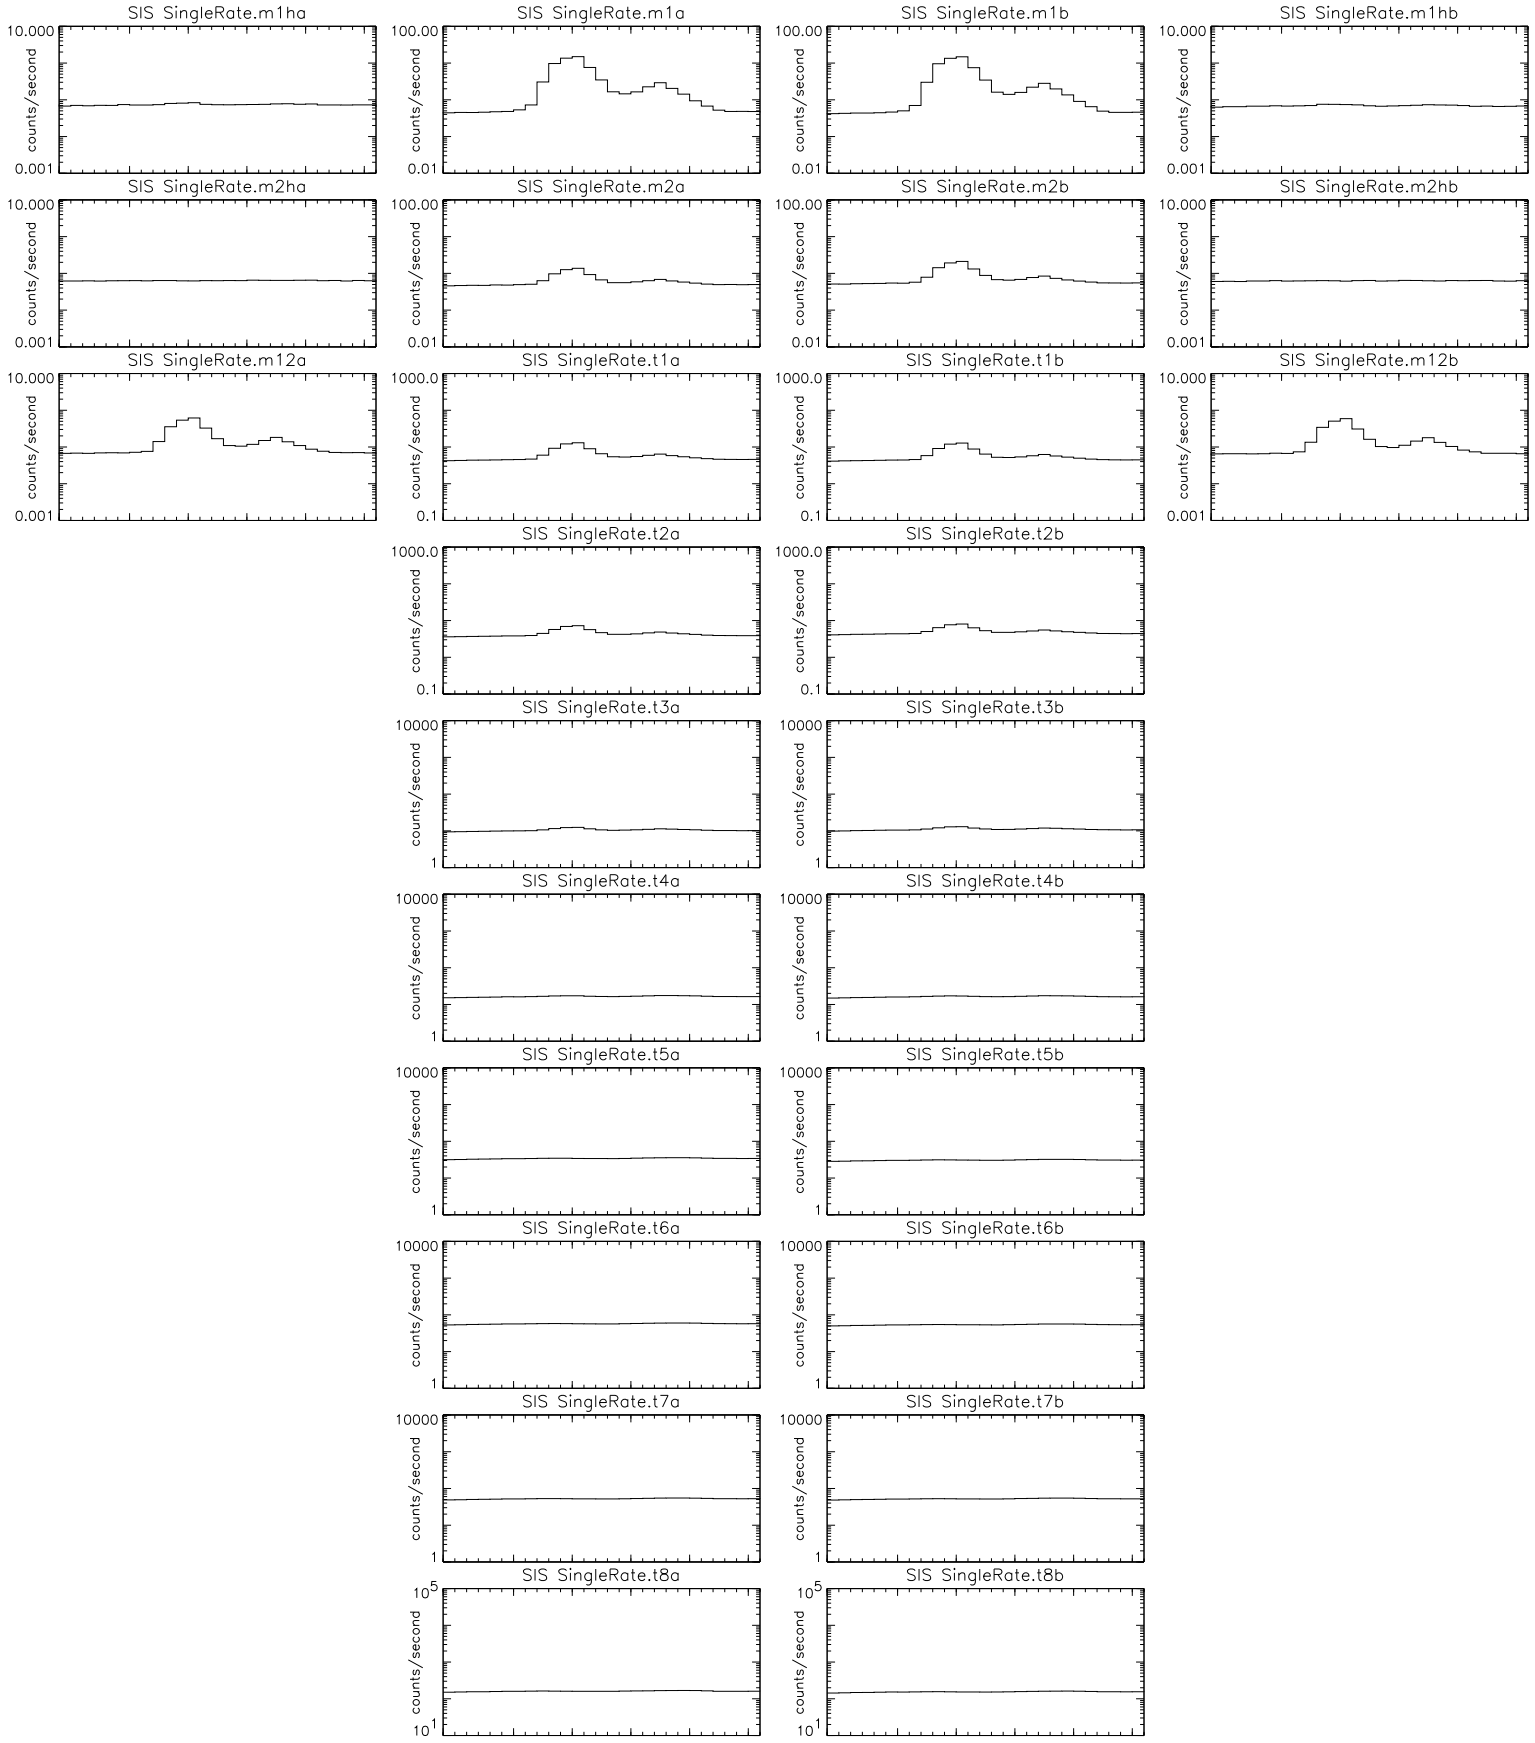 SIS SingleRate.m1ha
10.000
counts/second
0.001
SIS SingleRate.m1a
100.00
counts/second
0.01
SIS SingleRate.m1b
100.00
counts/second
0.01
SIS SingleRate.m1hb
10.000
counts/second
0.001
SIS SingleRate.m2ha
10.000
counts/second
0.001
SIS SingleRate.m2a
100.00
counts/second
0.01
SIS SingleRate.m2b
100.00
counts/second
0.01
SIS SingleRate.m2hb
10.000
counts/second
0.001
SIS SingleRate.m12a
10.000
counts/second
0.001
SIS SingleRate.t1a
1000.0
counts/second
0.1
SIS SingleRate.t1b
1000.0
counts/second
0.1
SIS SingleRate.m12b
10.000
counts/second
0.001
SIS SingleRate.t2a
1000.0
counts/second
0.1
SIS SingleRate.t2b
1000.0
counts/second
0.1
SIS SingleRate.t3a
10000
counts/second
1
SIS SingleRate.t3b
10000
counts/second
1
SIS SingleRate.t4a
10000
counts/second
1
SIS SingleRate.t4b
10000
counts/second
1
SIS SingleRate.t5a
10000
counts/second
1
SIS SingleRate.t5b
10000
counts/second
1
SIS SingleRate.t6a
10000
counts/second
1
SIS SingleRate.t6b
10000
counts/second
1
SIS SingleRate.t7a
10000
counts/second
1
SIS SingleRate.t7b
10000
counts/second
1
SIS SingleRate.t8a
10⁵
counts/second
10¹
SIS SingleRate.t8b
10⁵
counts/second
10¹